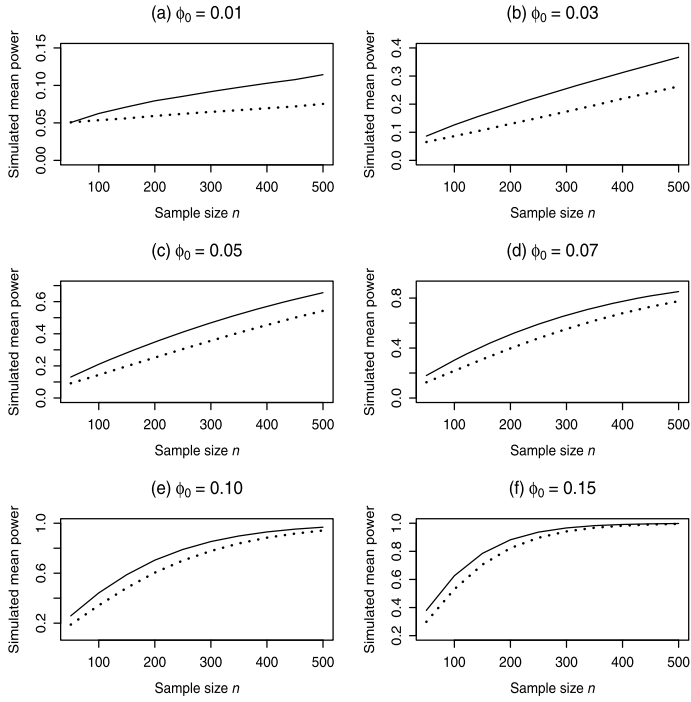 (a) ϕ0 = 0.01
Simulated mean power
0.00 0.05 0.10 0.15
100 200 300 400 500
Sample size n
(b) ϕ0 = 0.03
Simulated mean power
0.0 0.1 0.2 0.3 0.4
100 200 300 400 500
Sample size n
(c) ϕ0 = 0.05
Simulated mean power
0.0 0.2 0.4 0.6
100 200 300 400 500
Sample size n
(d) ϕ0 = 0.07
Simulated mean power
0.0 0.4 0.8
100 200 300 400 500
Sample size n
(e) ϕ0 = 0.10
Simulated mean power
0.2 0.6 1.0
100 200 300 400 500
Sample size n
(f) ϕ0 = 0.15
Simulated mean power
0.2 0.4 0.6 0.8 1.0
100 200 300 400 500
Sample size n